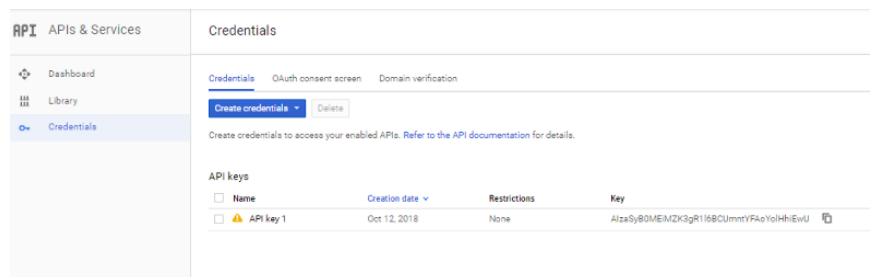 API APIs & Services
Credentials
Dashboard
Library
Credentials
Credentials OAuth consent screen Domain verification
Create credentials Delete
Create credentials to access your enabled APIs. Refer to the API documentation for details.
API keys
Name Creation date Restrictions Key
API key 1 Oct 12, 2018 None